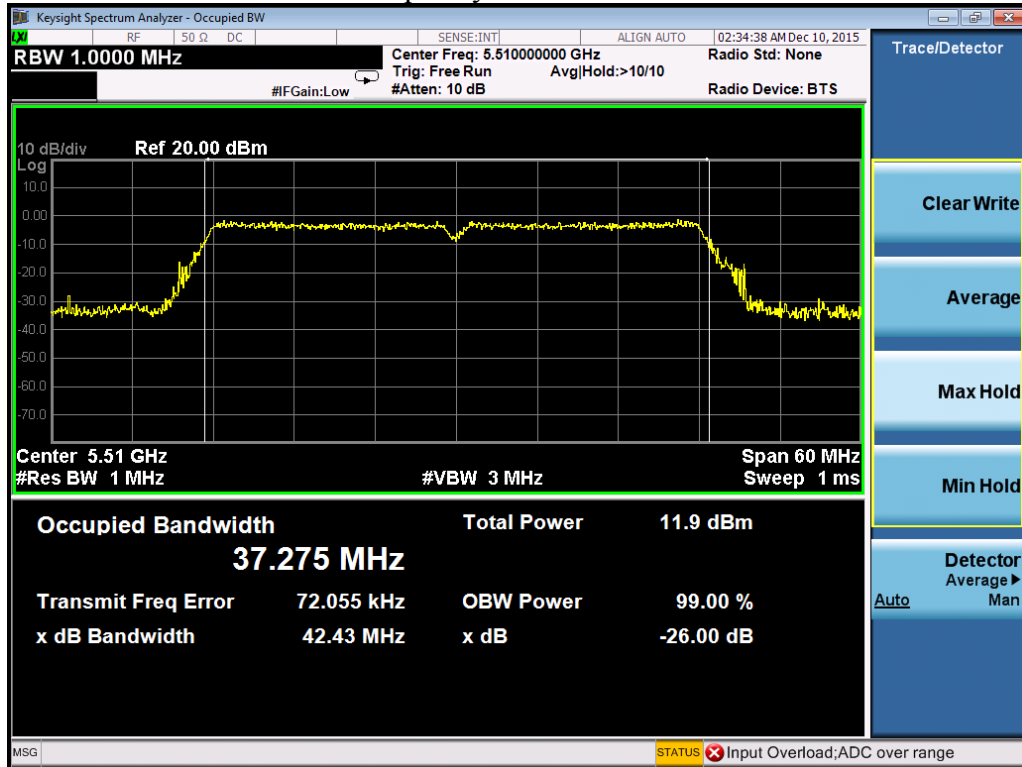 Keysight Spectrum Analyzer - Occupied BW
LXI RF 50 Ω DC SENSE:INT ALIGN AUTO 02:34:38 AM Dec 10, 2015
RBW 1.0000 MHz
Center Freq: 5.510000000 GHz Radio Std: None
Trig: Free Run Avg|Hold:>10/10
#IFGain:Low #Atten: 10 dB Radio Device: BTS
10 dB/div Ref 20.00 dBm
Log
10.0
0.00
-10.0
-20.0
-30.0
-40.0
-50.0
-60.0
-70.0
Center 5.51 GHz Span 60 MHz
#Res BW 1 MHz #VBW 3 MHz Sweep 1 ms
Occupied Bandwidth Total Power 11.9 dBm
37.275 MHz
Transmit Freq Error 72.055 kHz OBW Power 99.00 %
x dB Bandwidth 42.43 MHz x dB -26.00 dB
Trace/Detector
Clear Write
Average
Max Hold
Min Hold
Detector
Average
Auto Man
MSG STATUS Input Overload;ADC over range